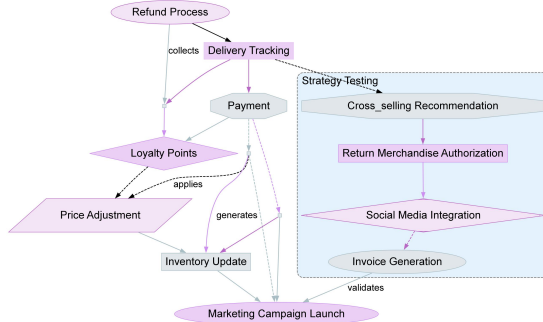 Refund Process
collects
Delivery Tracking
Strategy Testing
Payment
Cross_selling Recommendation
Loyalty Points
Return Merchandise Authorization
applies
Price Adjustment
generates
Social Media Integration
Inventory Update
Invoice Generation
validates
Marketing Campaign Launch